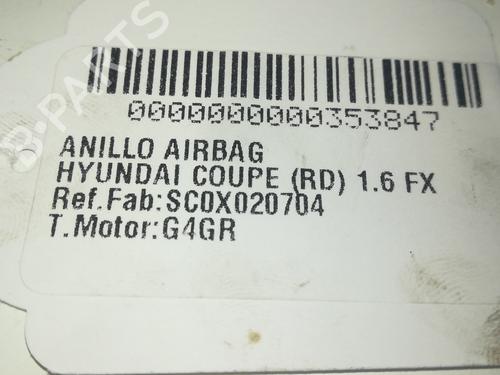 B-PARTS
0000000000353847
ANILLO AIRBAG
HYUNDAI COUPE (RD) 1.6 FX
Ref.Fab:SC0X020704
T.Motor:G4GR